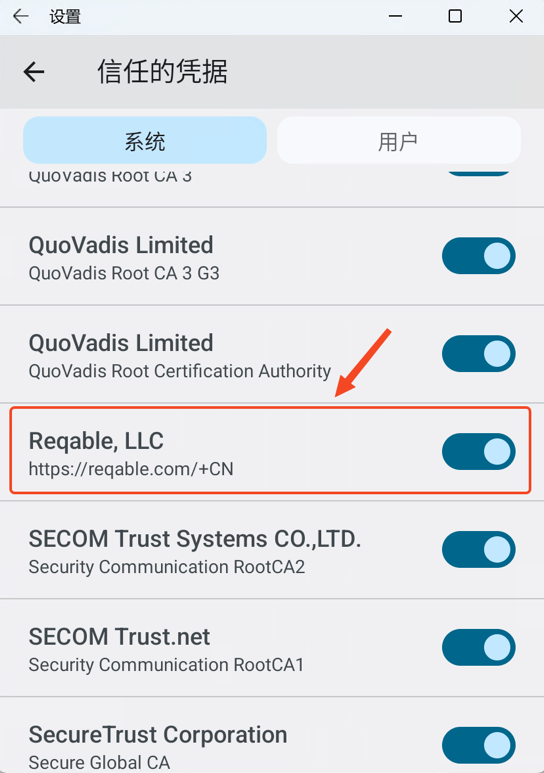 设置
信任的凭据
系统
用户
QuoVadis Root CA 3
QuoVadis Limited
QuoVadis Root CA 3 G3
QuoVadis Limited
QuoVadis Root Certification Authority
Reqable, LLC
https://reqable.com/+CN
SECOM Trust Systems CO.,LTD.
Security Communication RootCA2
SECOM Trust.net
Security Communication RootCA1
SecureTrust Corporation
Secure Global CA